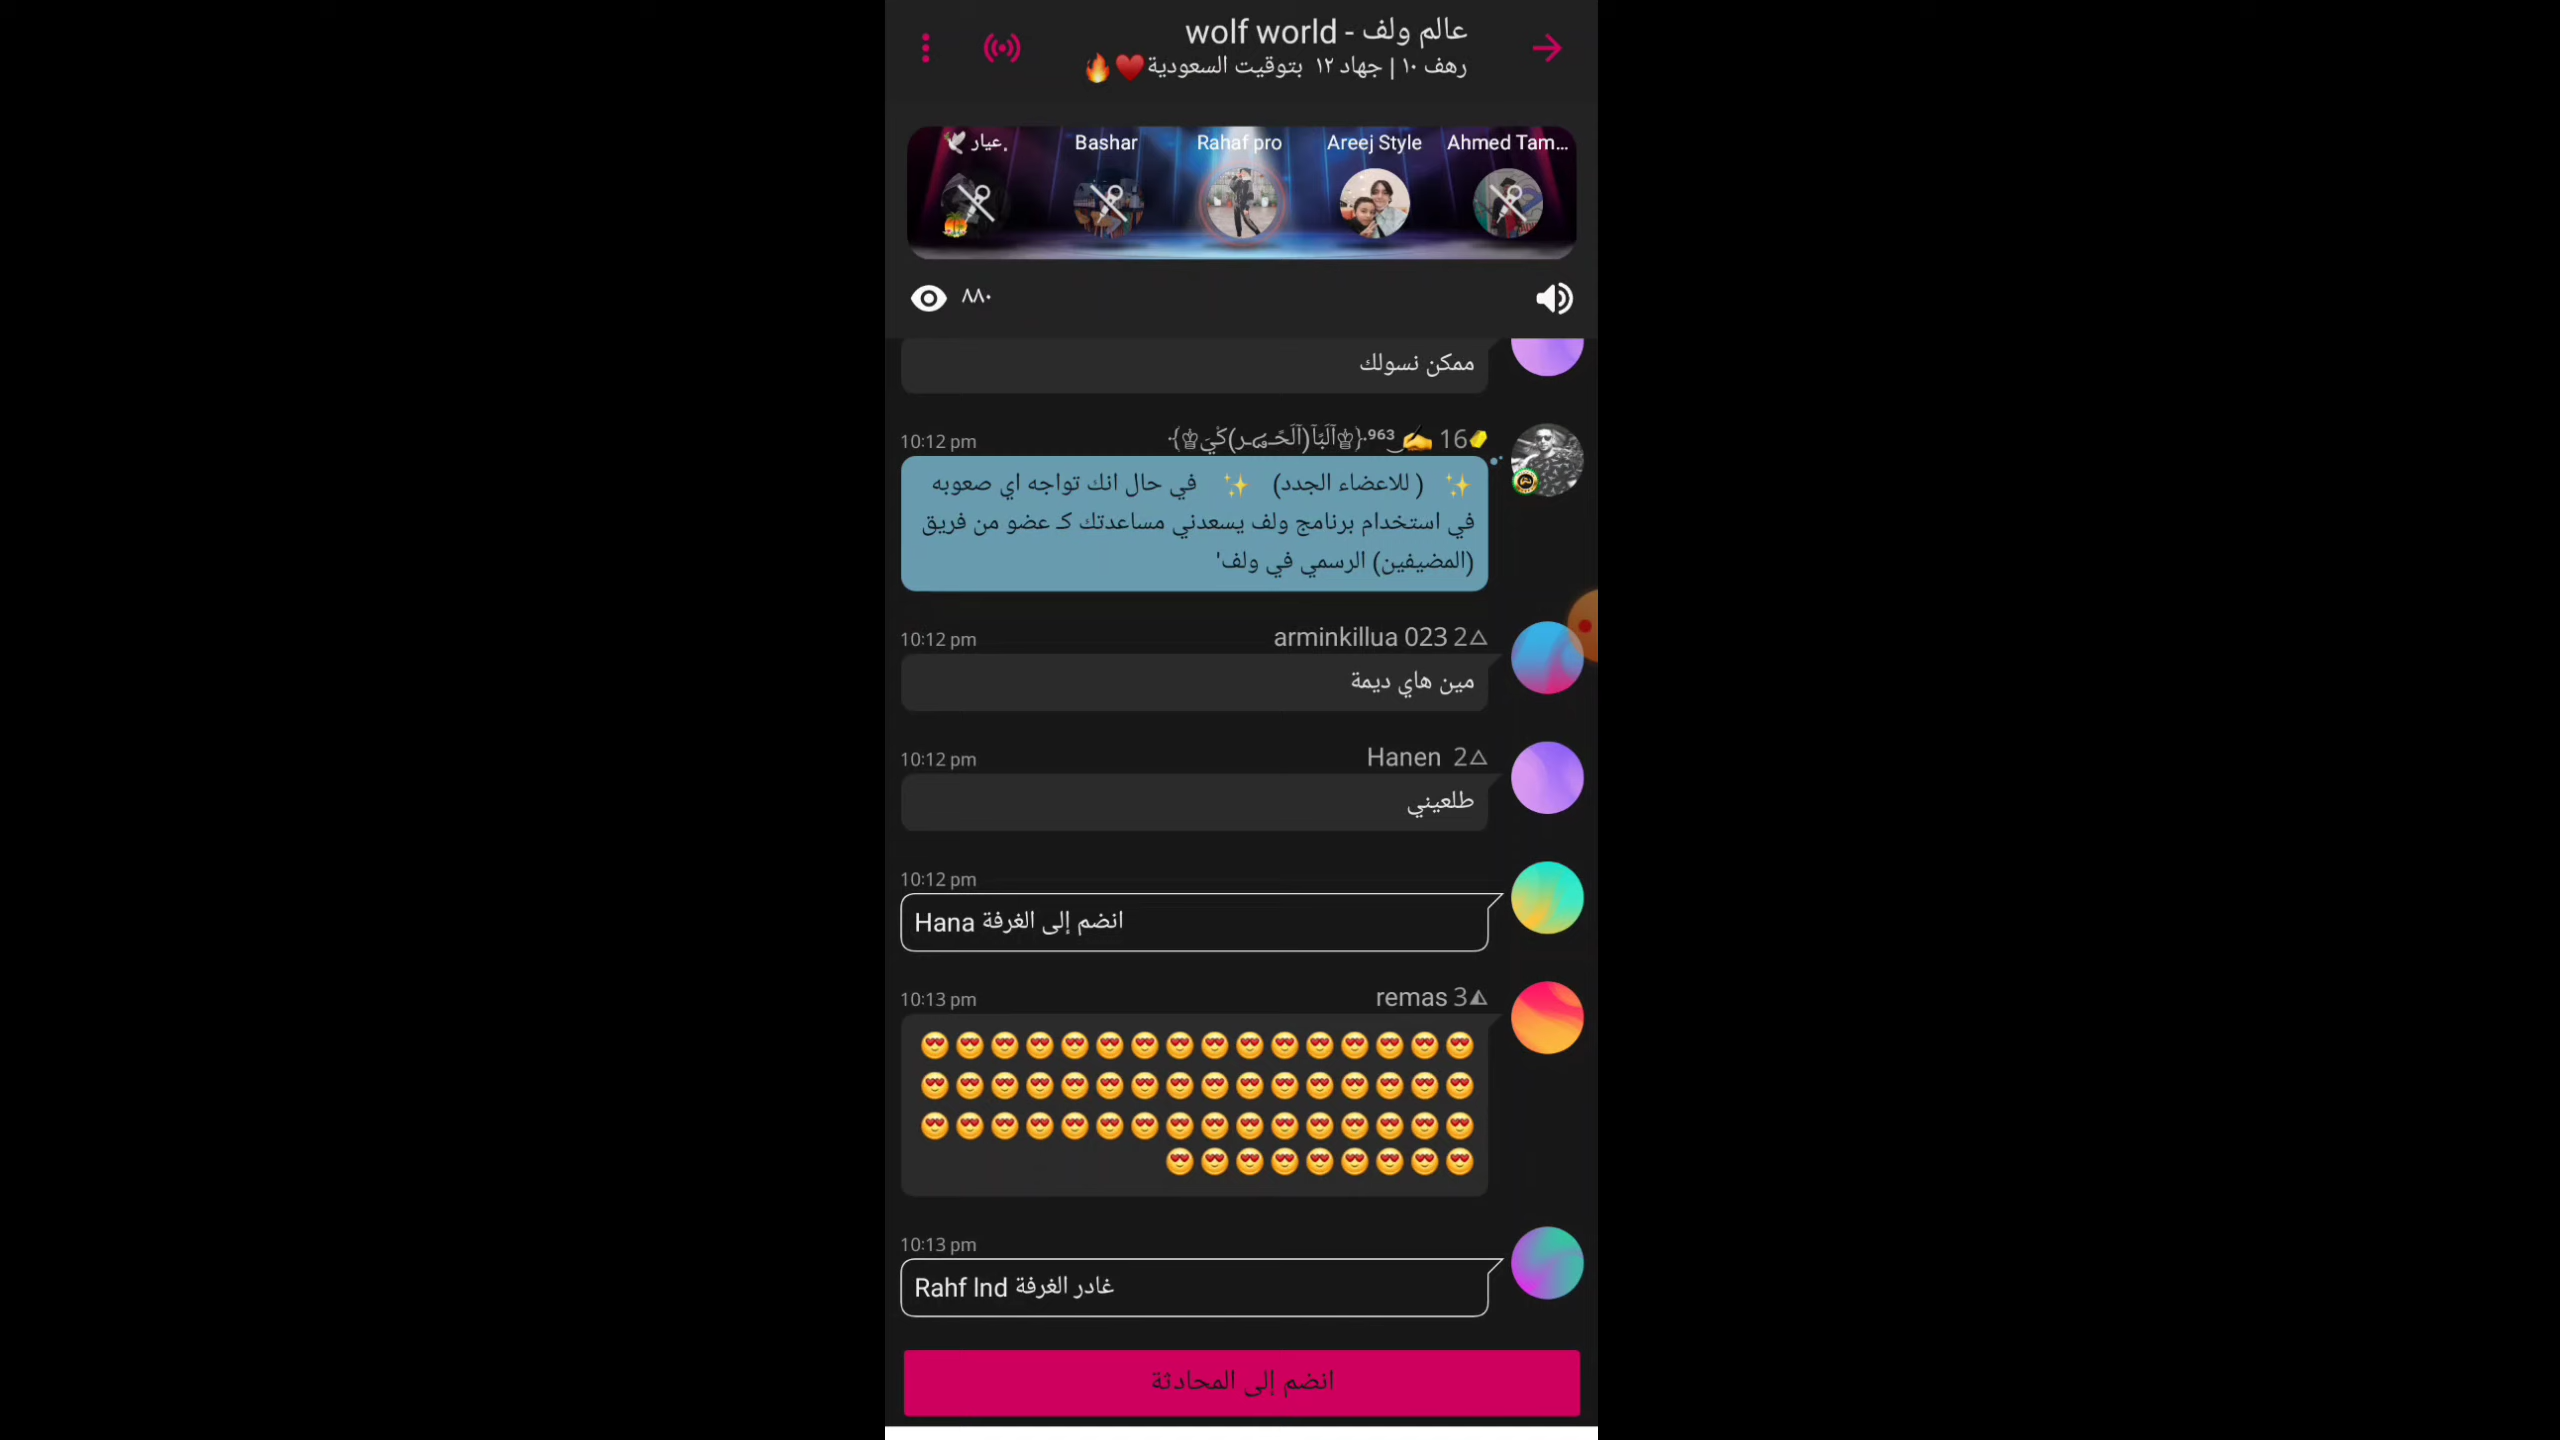 عالم ولف - wolf world
رهف ١٠ | جهاد ١٢ بتوقيت السعودية♥️🔥
Ahmed Tam...
Areej Style
Rahaf pro
Bashar
.عيار 🕊
٨٨٠
ممكن نسولك
16 ✍️
10:12 pm
✨ ( للاعضاء الجدد) ✨ في حال انك تواجه اي صعوبه
في استخدام برنامج ولف يسعدني مساعدتك كـ عضو من فريق
(المضيفين) الرسمي في ولف'
arminkillua 023 2
10:12 pm
مين هاي ديمة
Hanen 2
10:12 pm
طلعيني
10:12 pm
Hana انضم إلى الغرفة
remas 3
10:13 pm
😍😍😍😍😍😍😍😍😍😍😍😍😍😍😍😍
😍😍😍😍😍😍😍😍😍😍😍😍😍😍😍😍
😍😍😍😍😍😍😍😍😍😍😍😍😍😍😍😍
😍😍😍😍😍😍😍😍😍
10:13 pm
Rahf lnd غادر الغرفة
انضم إلى المحادثة